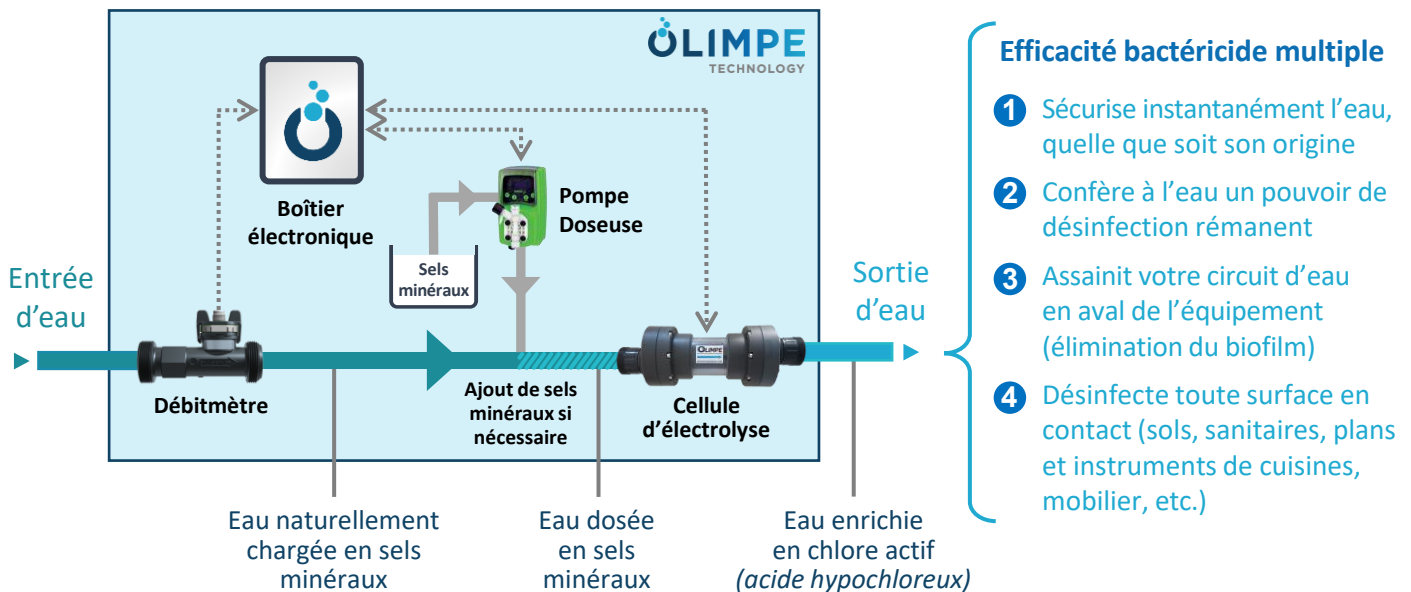 OLIMPE
TECHNOLOGY
Boîtier
électronique
Pompe
Doseuse
Sels
minéraux
Entrée
d'eau
Débitmètre
Ajout de sels
minéraux si
nécessaire
OLIMPE
Cellule
d'électrolyse
Sortie
d'eau
Eau naturellement
chargée en sels
minéraux
Eau dosée
en sels
minéraux
Eau enrichie
en chlore actif
(acide hypochloreux)
Efficacité bactéricide multiple
1 Sécurise instantanément l'eau,
quelle que soit son origine
2 Confère à l'eau un pouvoir de
désinfection rémanent
3 Assainit votre circuit d'eau
en aval de l'équipement
(élimination du biofilm)
4 Désinfecte toute surface en
contact (sols, sanitaires, plans
et instruments de cuisines,
mobilier, etc.)